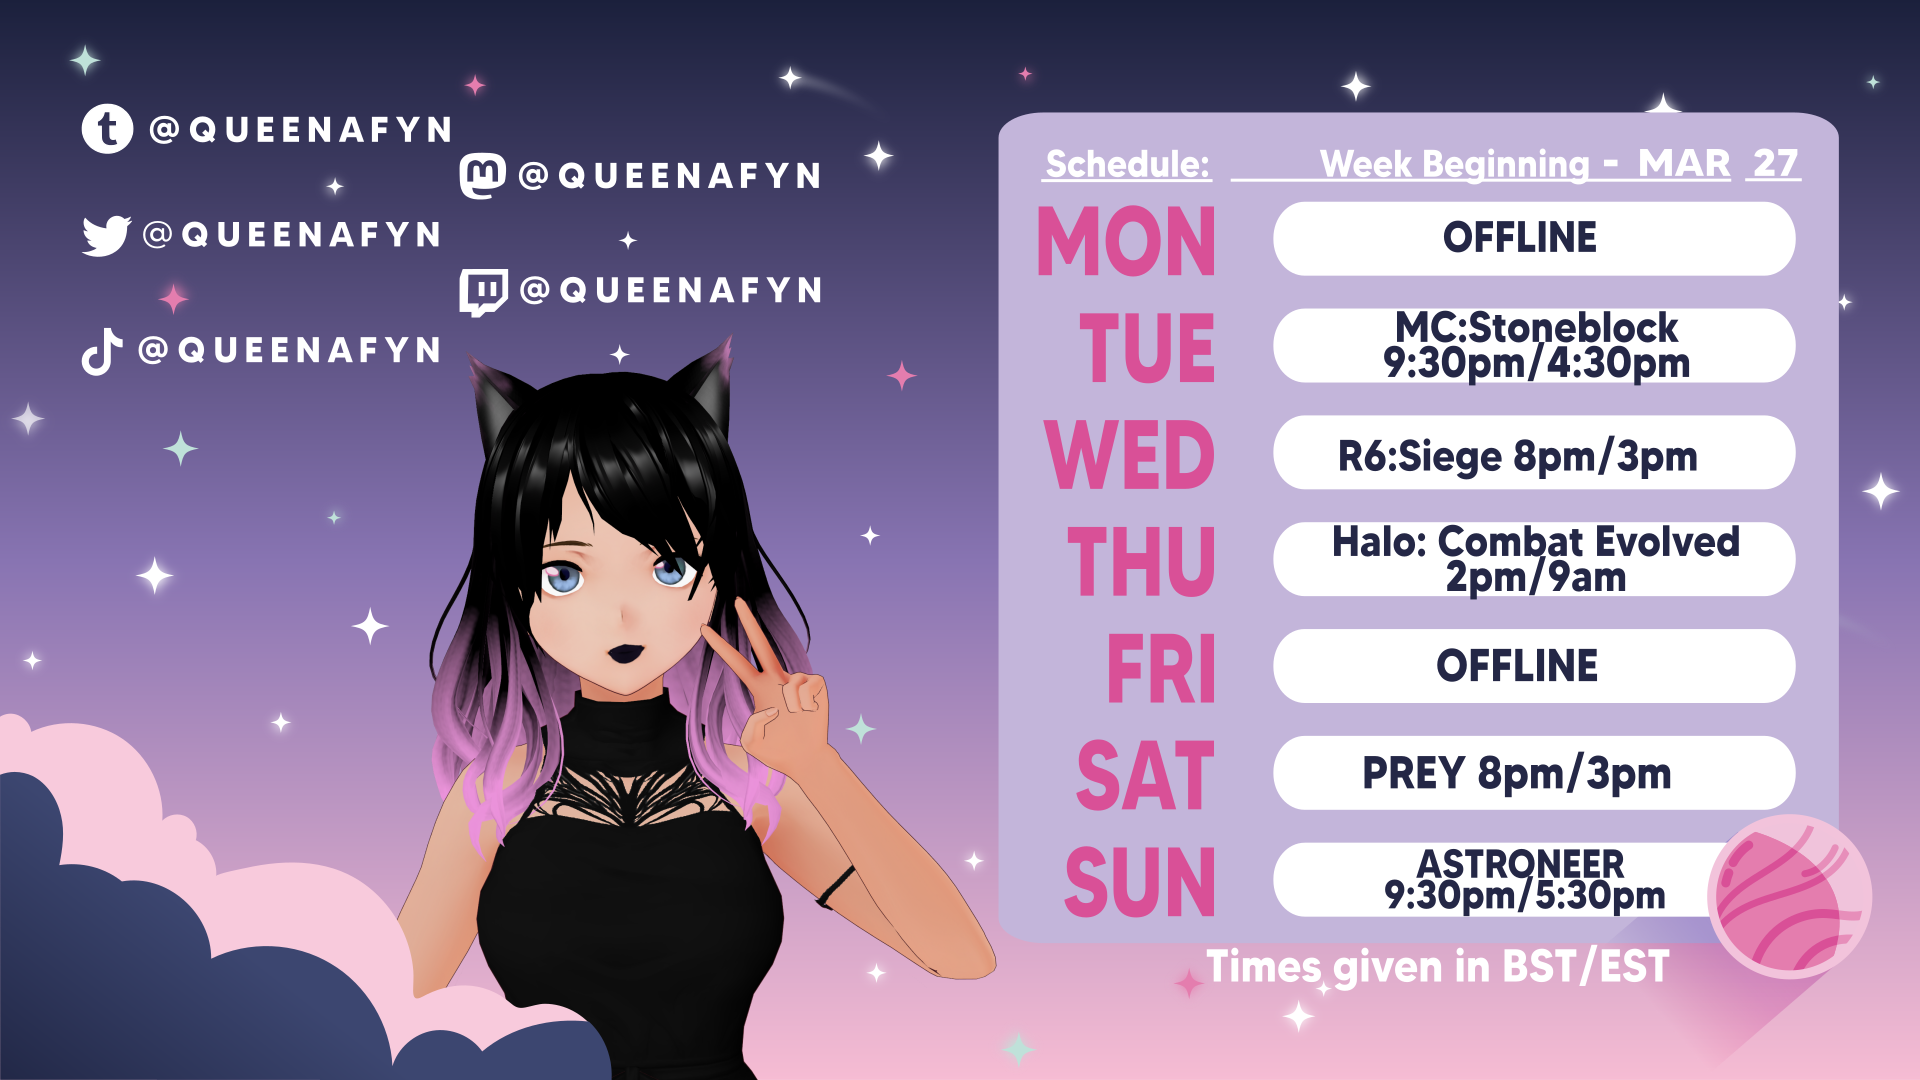 @QUEENAFYN
@QUEENAFYN
@QUEENAFYN
@QUEENAFYN
@QUEENAFYN
Schedule: Week Beginning - MAR 27
MON OFFLINE
TUE MC:Stoneblock
9:30pm/4:30pm
WED R6:Siege 8pm/3pm
THU Halo: Combat Evolved
2pm/9am
FRI OFFLINE
SAT PREY 8pm/3pm
SUN ASTRONEER
9:30pm/5:30pm
Times given in BST/EST